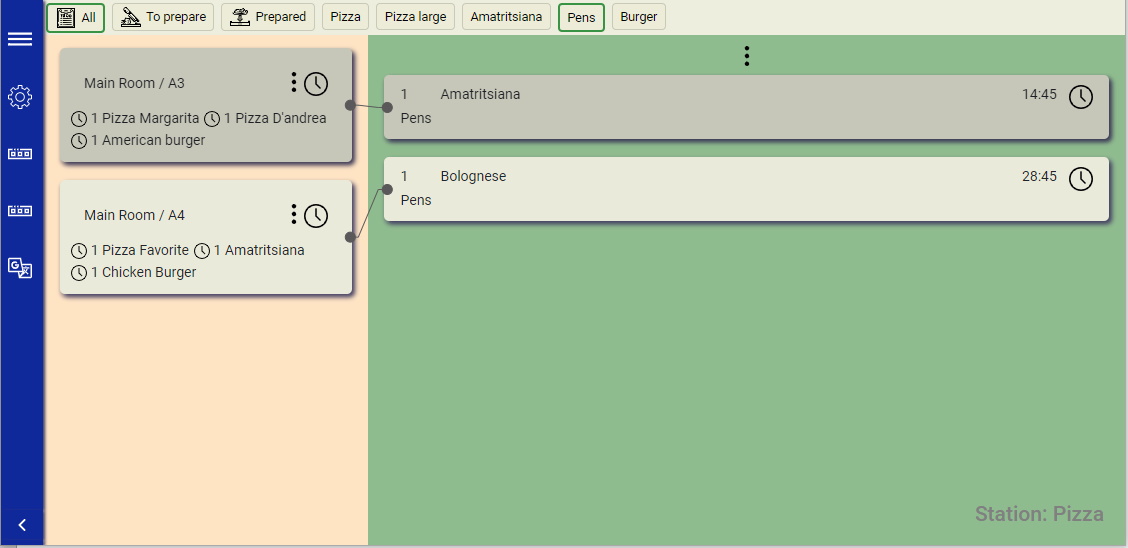 All To prepare Prepared Pizza Pizza large Amatritsiana Pens Burger
Main Room / A3
1 Pizza Margarita 1 Pizza D'andrea
1 American burger
Main Room / A4
1 Pizza Favorite 1 Amatritsiana
1 Chicken Burger
1 Amatritsiana 14:45
Pens
1 Bolognese 28:45
Pens
Station: Pizza